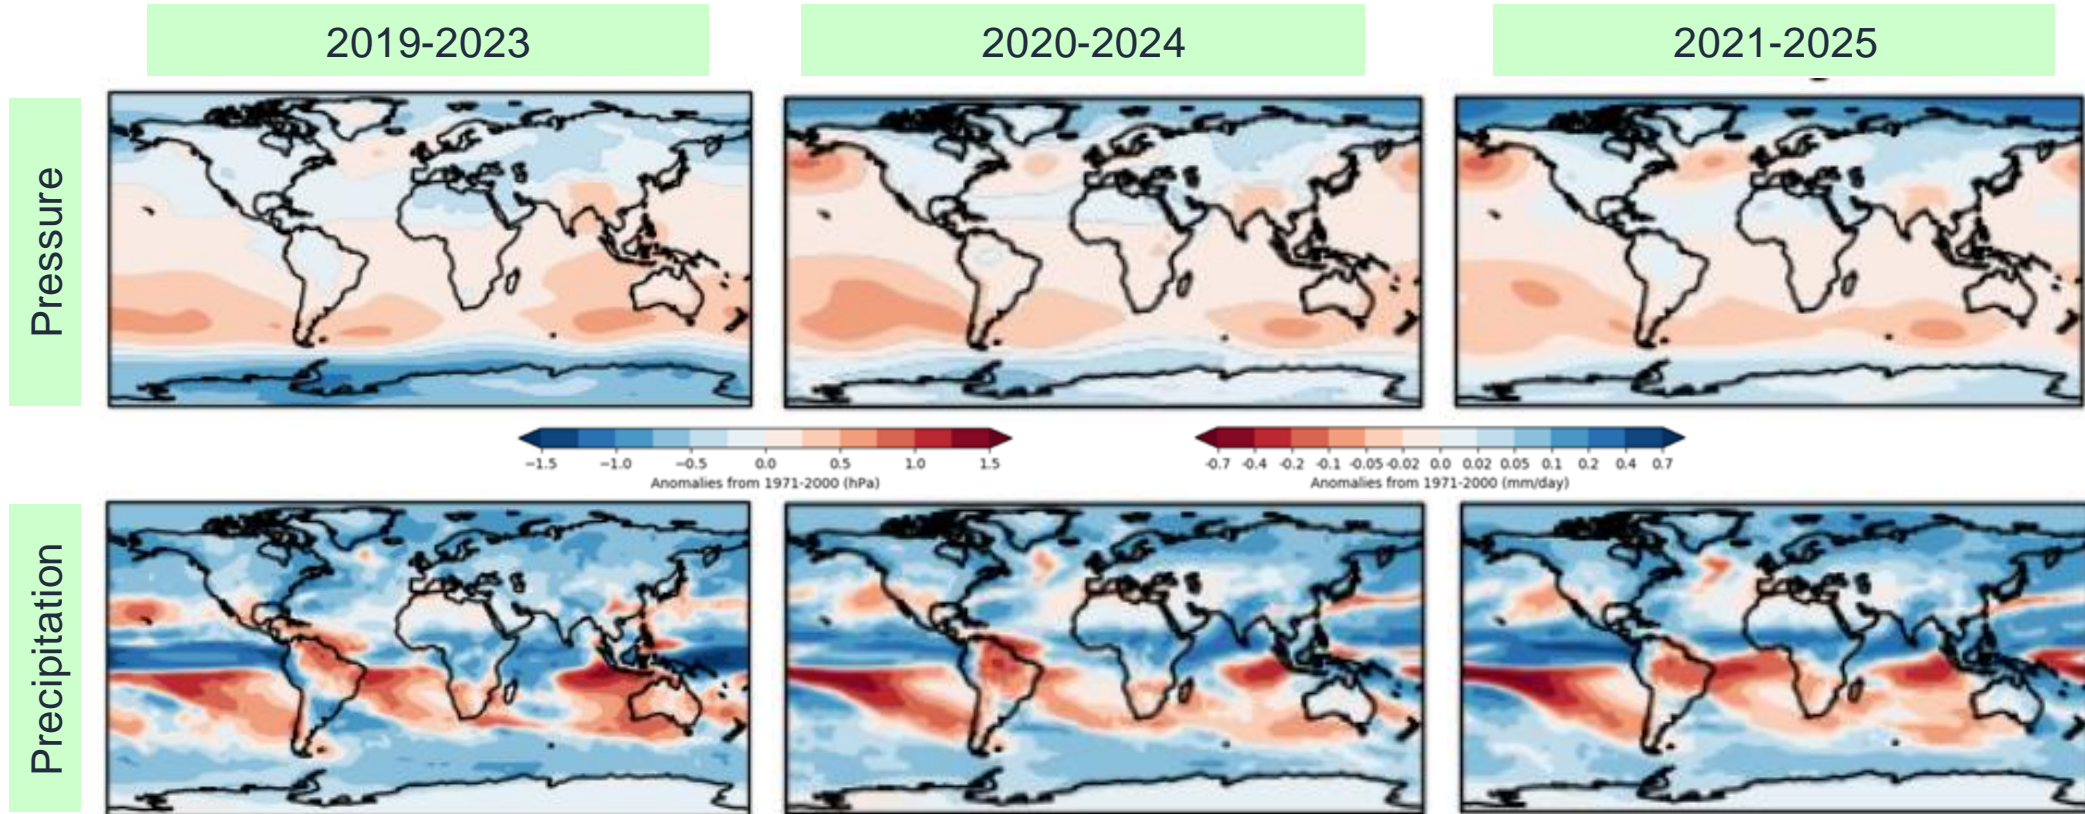 2019-2023
2020-2024
2021-2025
Pressure
−1.5 −1.0 −0.5 0.0 0.5 1.0 1.5
Anomalies from 1971-2000 (hPa)
-0.7 -0.4 -0.2 -0.1 -0.05 -0.02 0.0 0.02 0.05 0.1 0.2 0.4 0.7
Anomalies from 1971-2000 (mm/day)
Precipitation